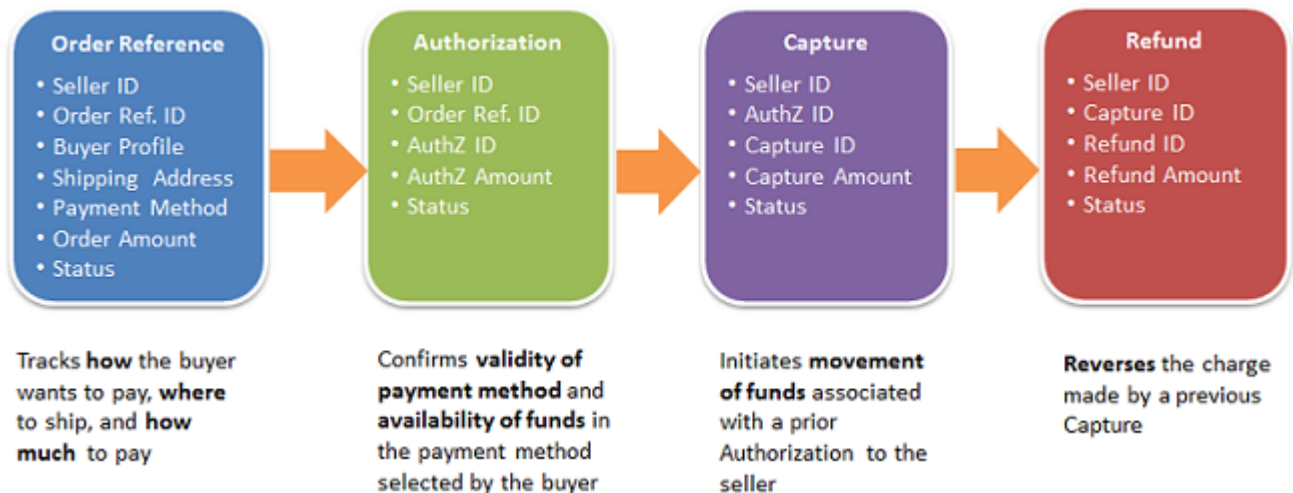 Order Reference
• Seller ID
• Order Ref. ID
• Buyer Profile
• Shipping Address
• Payment Method
• Order Amount
• Status
Authorization
• Seller ID
• Order Ref. ID
• AuthZ ID
• AuthZ Amount
• Status
Capture
• Seller ID
• AuthZ ID
• Capture ID
• Capture Amount
• Status
Refund
• Seller ID
• Capture ID
• Refund ID
• Refund Amount
• Status
Tracks how the buyer
wants to pay, where
to ship, and how
much to pay
Confirms validity of
payment method and
availability of funds in
the payment method
selected by the buyer
Initiates movement
of funds associated
with a prior
Authorization to the
seller
Reverses the charge
made by a previous
Capture